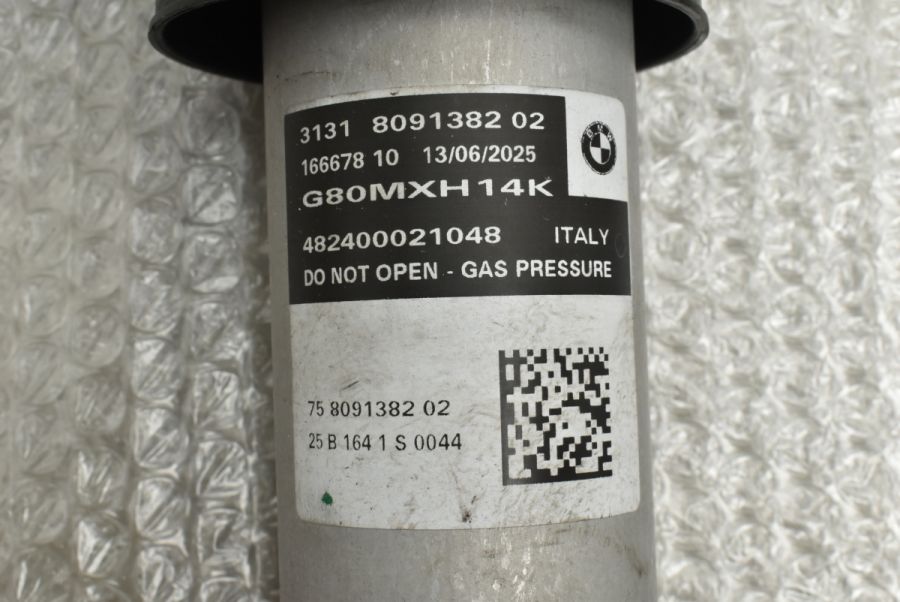 BMW
3131 8091382 02
166678 10 13/06/2025
G80MXH14K
482400021048 ITALY
DO NOT OPEN - GAS PRESSURE
75 8091382 02
25 B 164 1 S 0044